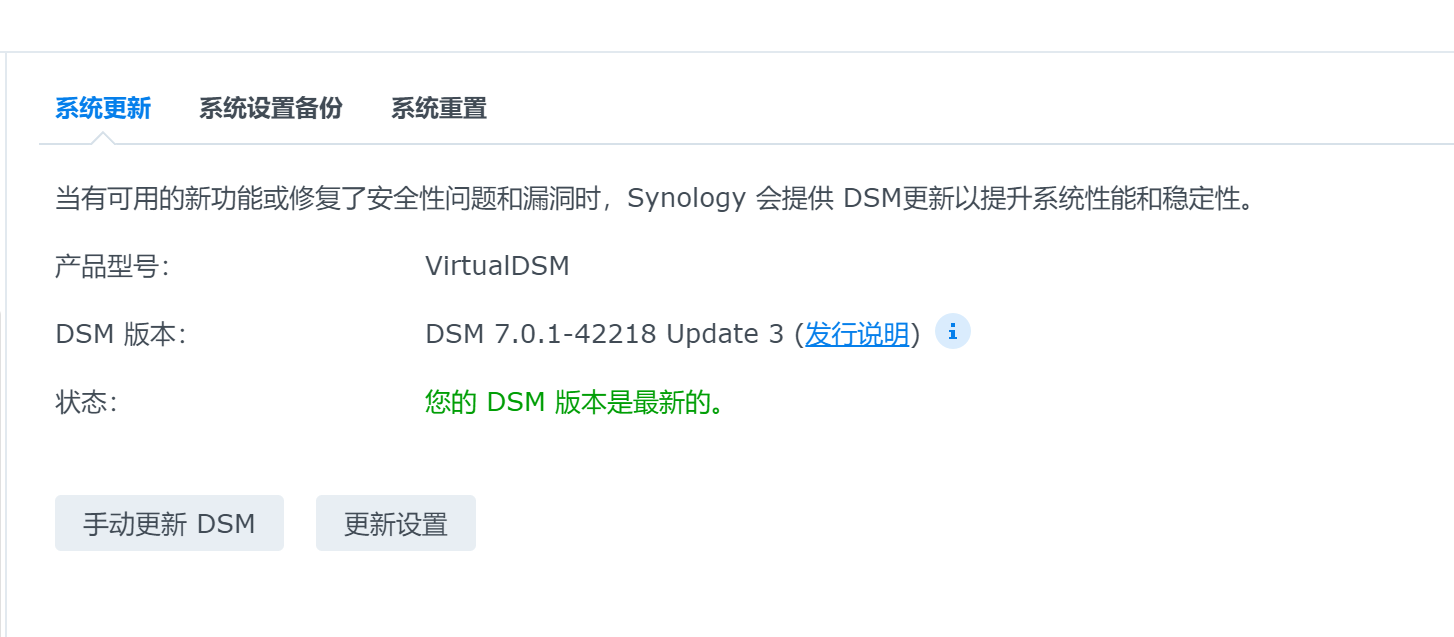 系统更新 系统设置备份 系统重置
当有可用的新功能或修复了安全性问题和漏洞时，Synology 会提供 DSM更新以提升系统性能和稳定性。
产品型号： VirtualDSM
DSM 版本： DSM 7.0.1-42218 Update 3 (发行说明) i
状态： 您的 DSM 版本是最新的。
手动更新 DSM 更新设置